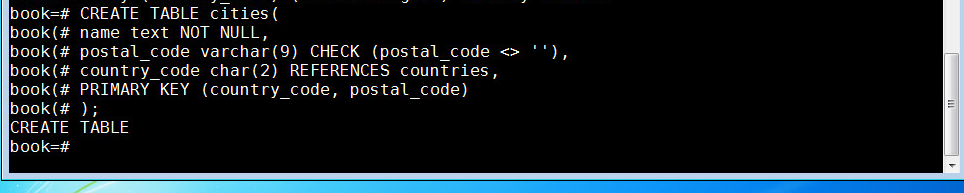 book=# CREATE TABLE cities(
book(# name text NOT NULL,
book(# postal_code varchar(9) CHECK (postal_code <> ''),
book(# country_code char(2) REFERENCES countries,
book(# PRIMARY KEY (country_code, postal_code)
book(# );
CREATE TABLE
book=#